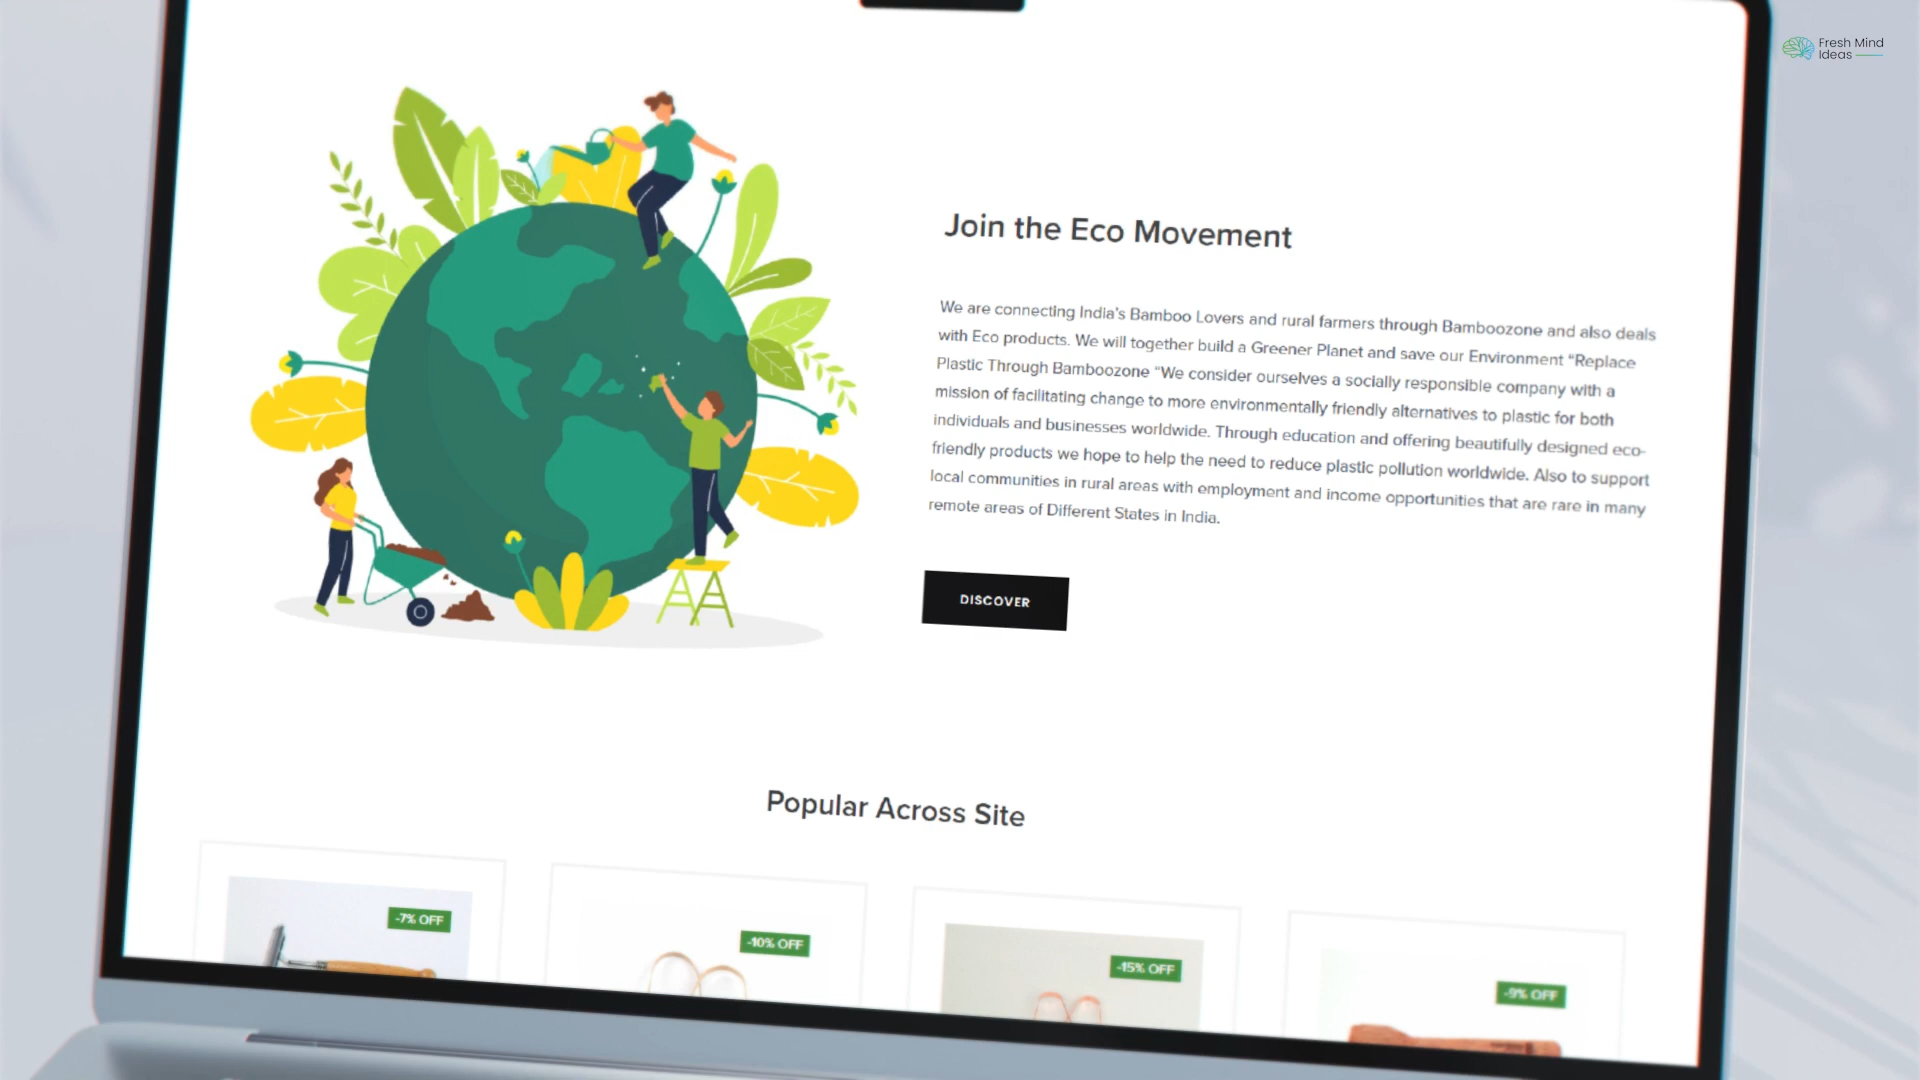 Fresh Mind
Ideas
Join the Eco Movement
We are connecting India's Bamboo Lovers and rural farmers through Bamboozone and also deals
with Eco products. We will together build a Greener Planet and save our Environment “Replace
Plastic Through Bamboozone “We consider ourselves a socially responsible company with a
mission of facilitating change to more environmentally friendly alternatives to plastic for both
individuals and businesses worldwide. Through education and offering beautifully designed eco-
friendly products we hope to help the need to reduce plastic pollution worldwide. Also to support
local communities in rural areas with employment and income opportunities that are rare in many
remote areas of Different States in India.
DISCOVER
Popular Across Site
-7% OFF
-10% OFF
-15% OFF
-9% OFF